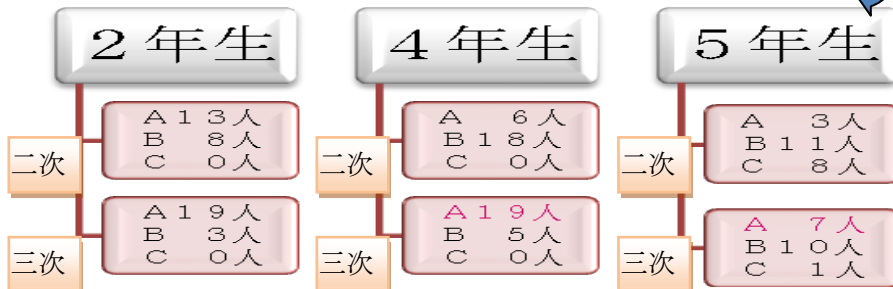 2年生
二次
A13人
B 8人
C 0人
三次
A19人
B 3人
C 0人
4年生
二次
A 6人
B18人
C 0人
三次
A19人
B 5人
C 0人
5年生
二次
A 3人
B11人
C 8人
三次
A 7人
B10人
C 1人